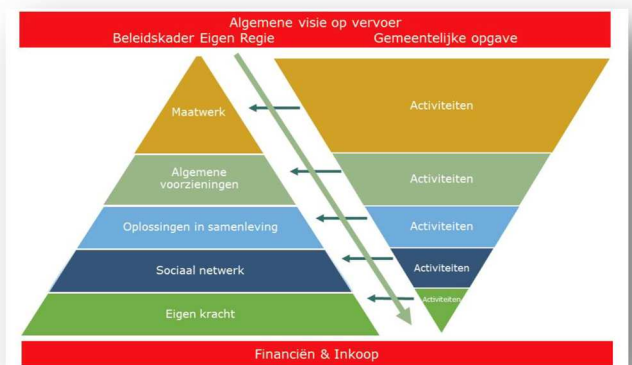 Algemene visie op vervoer
Beleidskader Eigen Regie Gemeentelijke opgave
Maatwerk
Activiteiten
Algemene
voorzieningen
Activiteiten
Oplossingen in samenleving
Activiteiten
Sociaal netwerk
Activiteiten
Eigen kracht
Activiteiten
Financiën & Inkoop